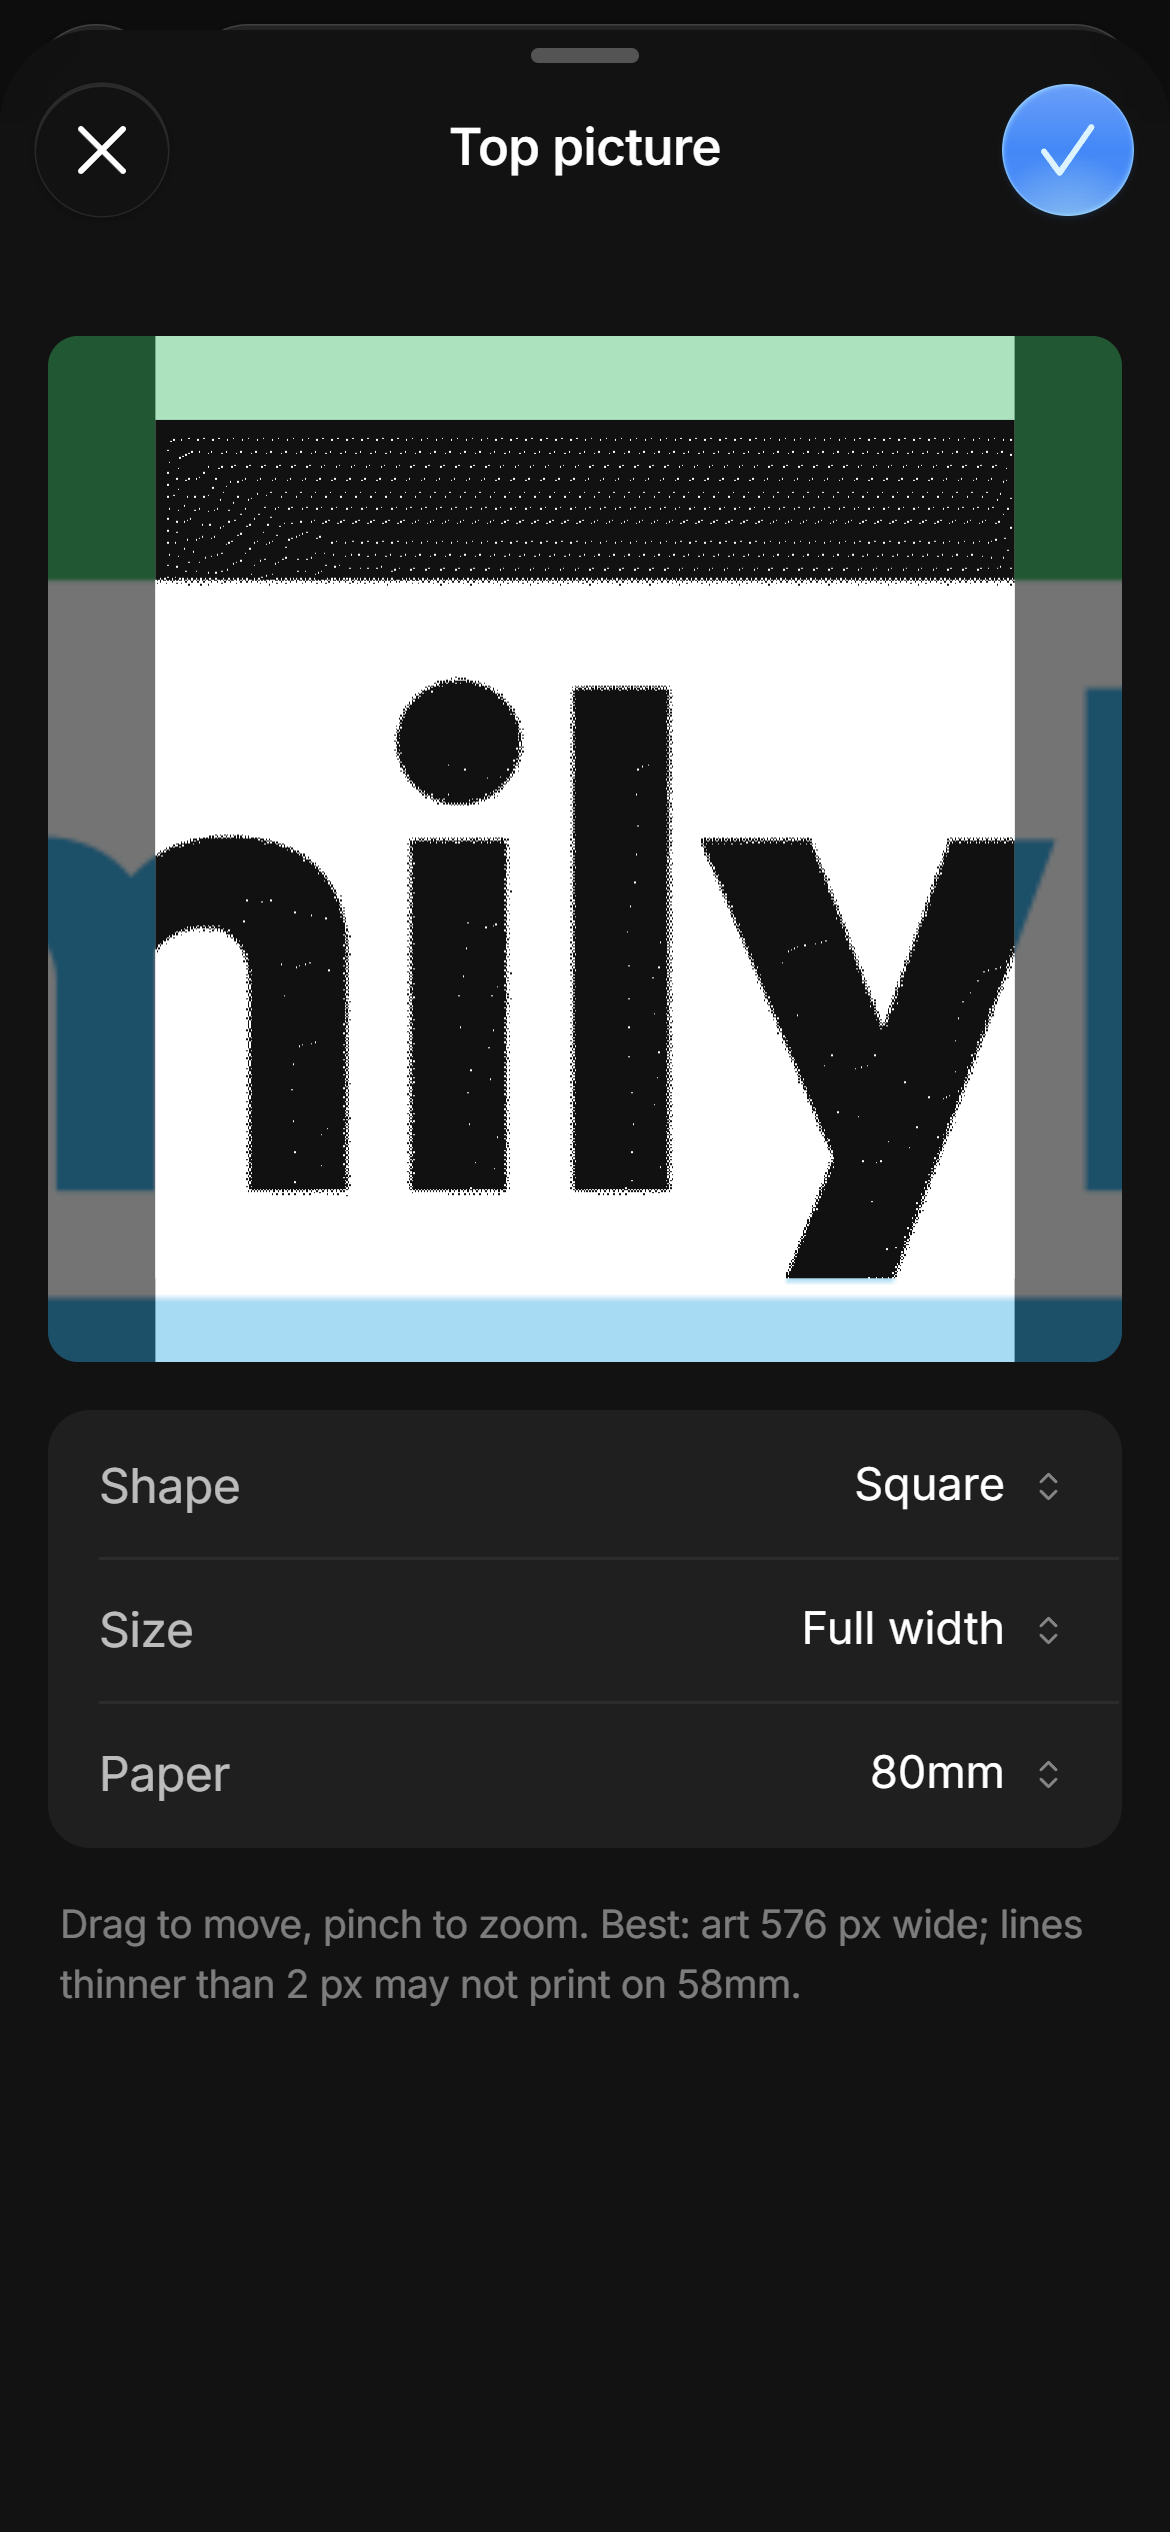 Top picture
mily
Shape Square
Size Full width
Paper 80mm
Drag to move, pinch to zoom. Best: art 576 px wide; lines
thinner than 2 px may not print on 58mm.